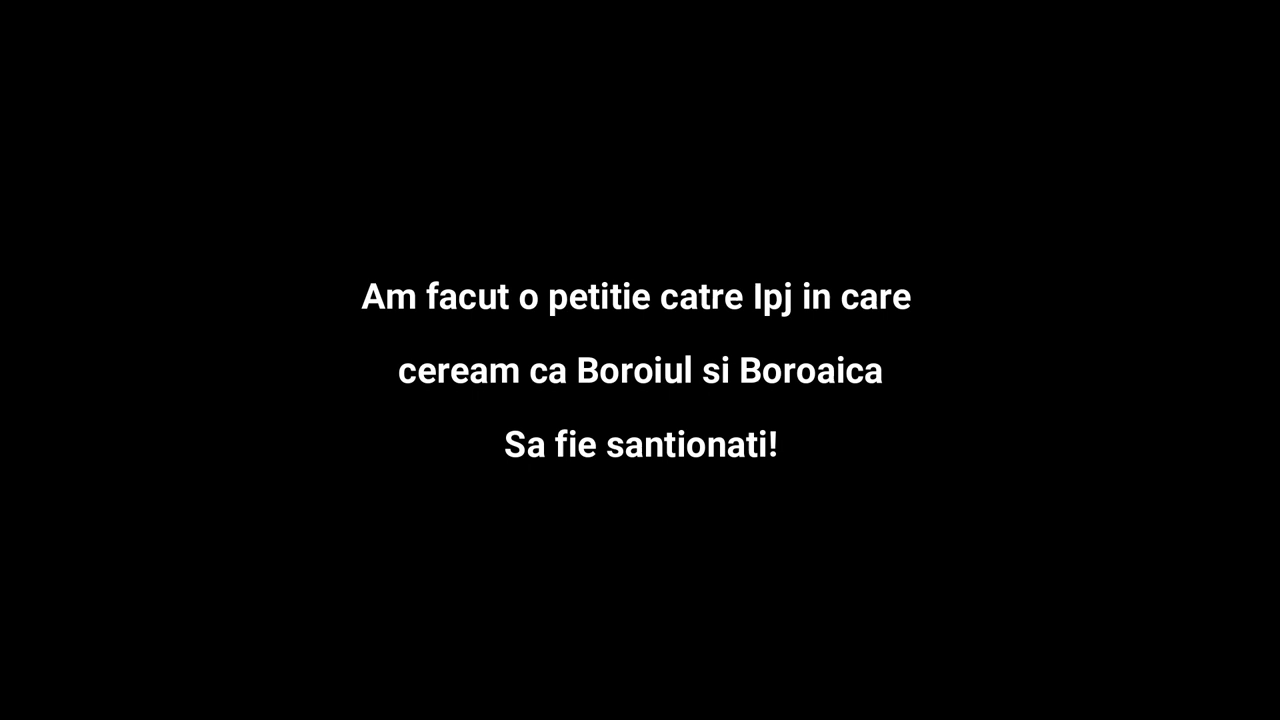 Am facut o petitie catre Ipj in care
ceream ca Boroiul si Boroaica
Sa fie santionati!